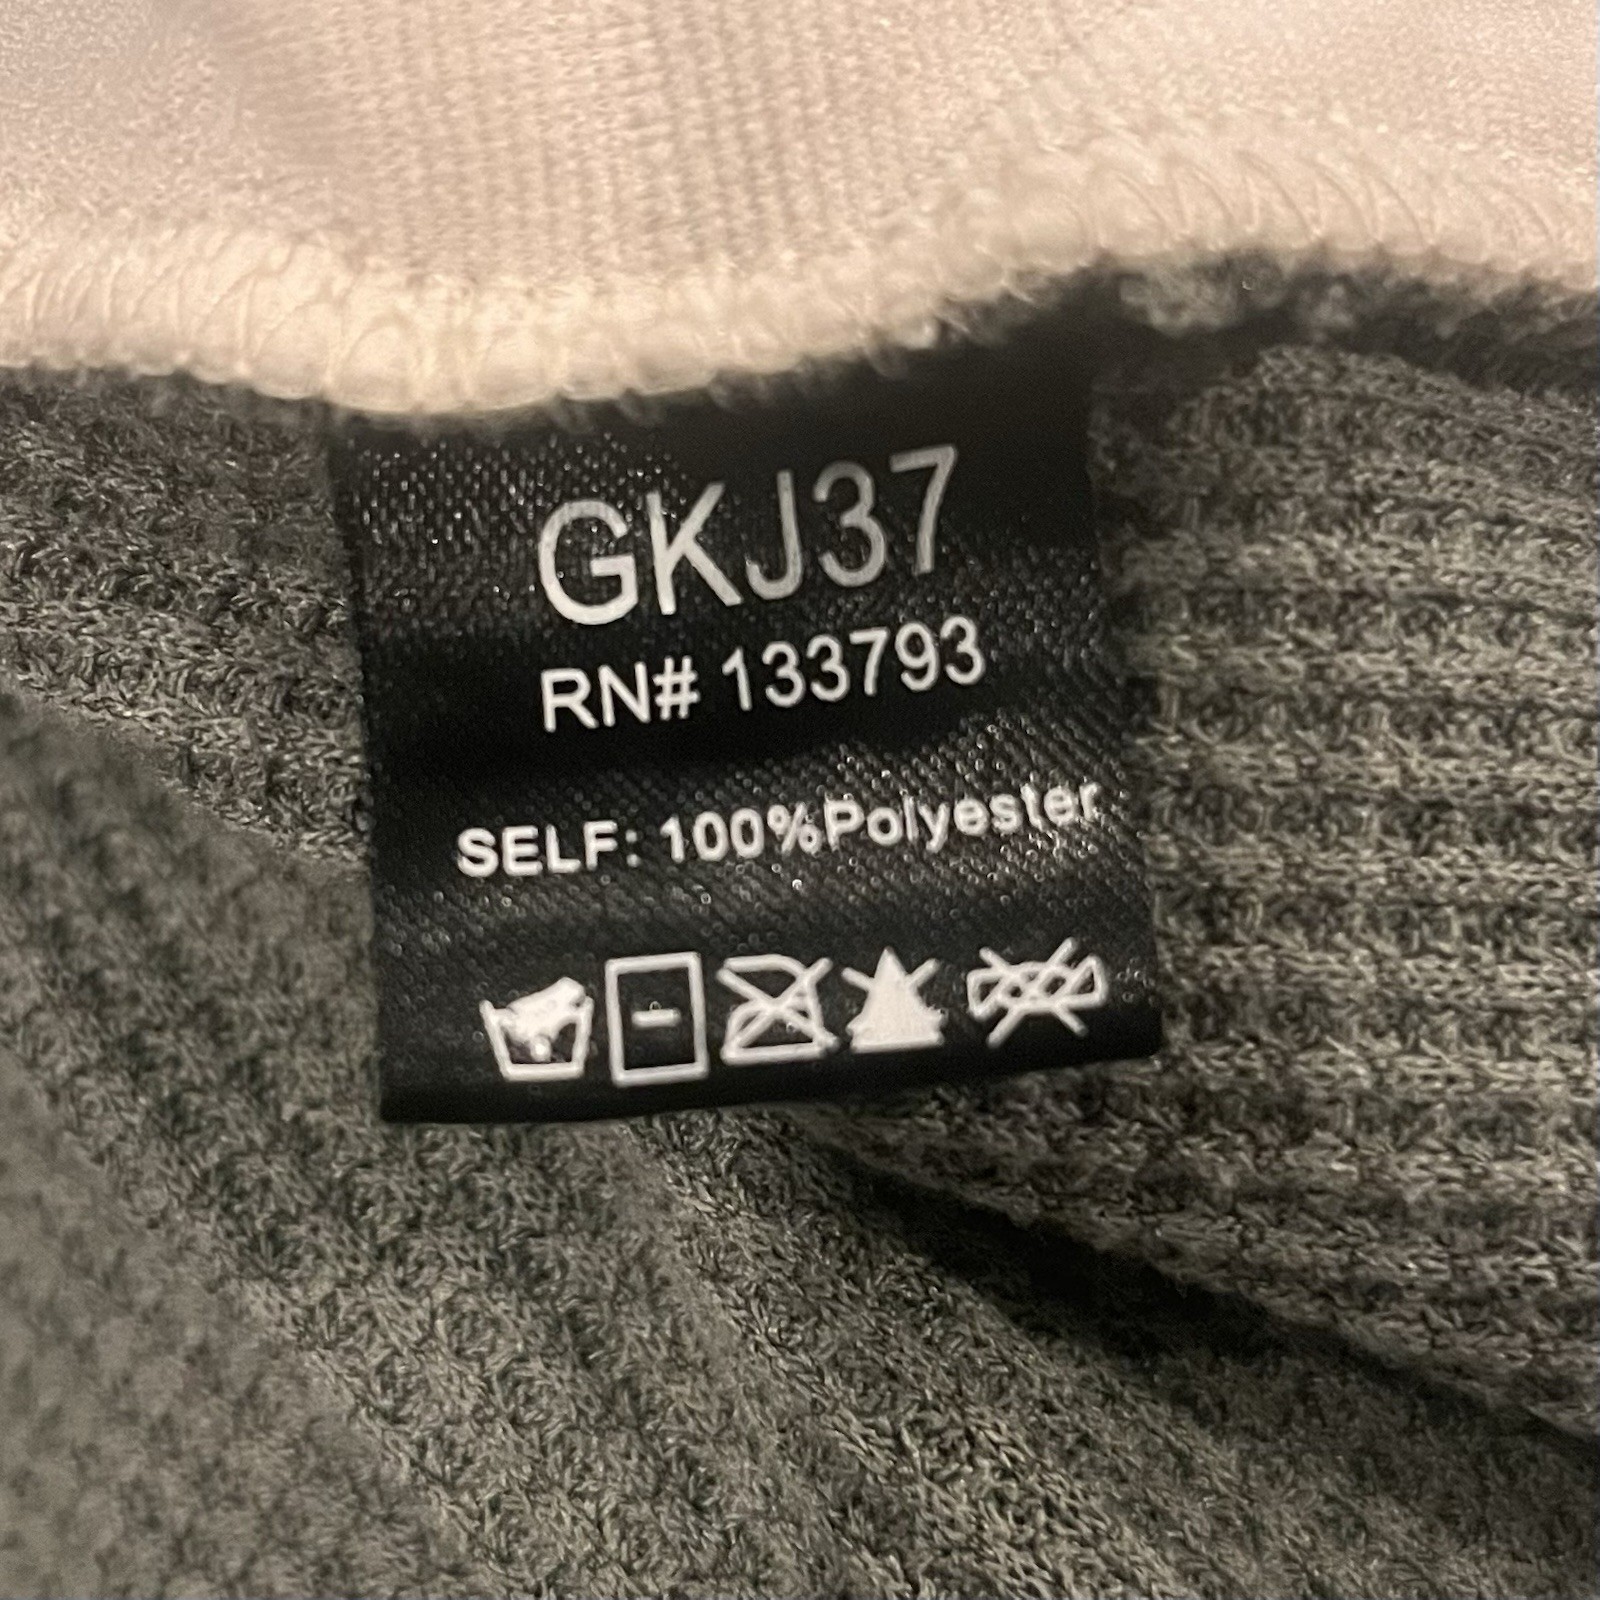 GKJ37
RN# 133793
SELF: 100%Polyester